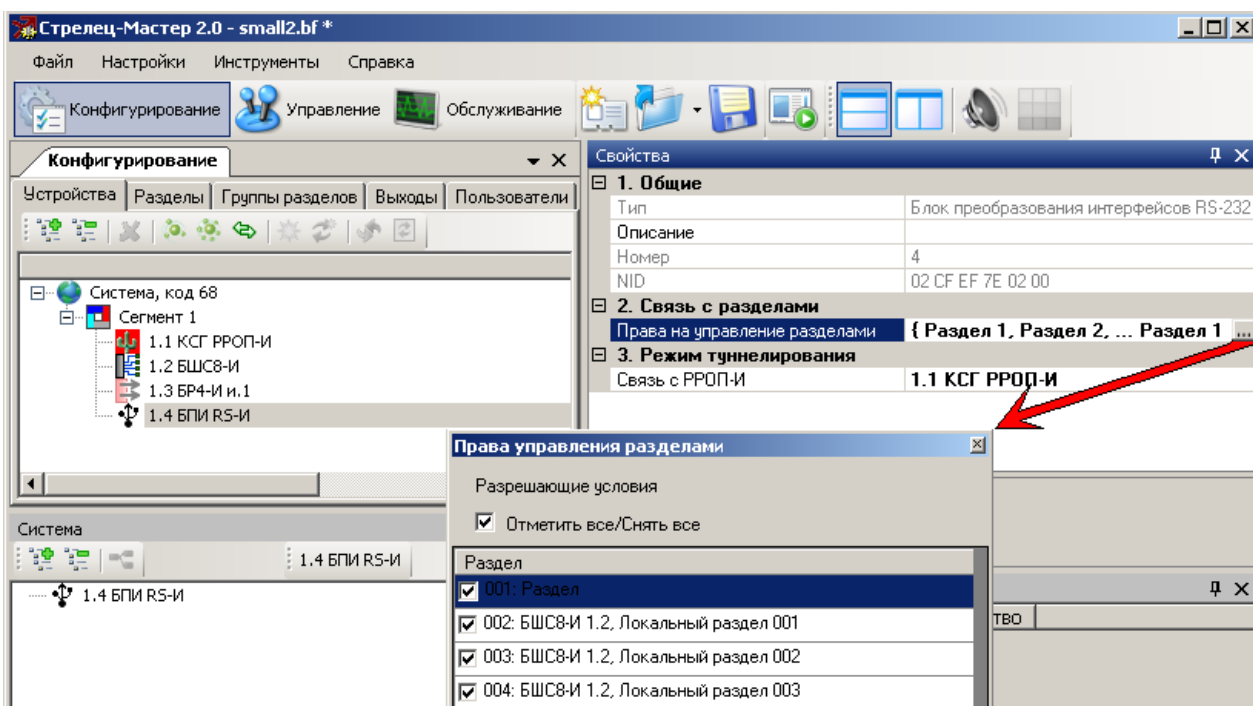 Стрелец-Мастер 2.0 - small2.bf *
Файл Настройки Инструменты Справка
Конфигурирование Управление Обслуживание
Конфигурирование
Устройства Разделы Группы разделов Выходы Пользователи
Система, код 68
Сегмент 1
1.1 КСГ РРОП-И
1.2 БШС8-И
1.3 БР4-И и.1
1.4 БПИ RS-И
Свойства
1. Общие
Тип Блок преобразования интерфейсов RS-232
Описание
Номер 4
NID 02 CF EF 7E 02 00
2. Связь с разделами
Права на управление разделами { Раздел 1, Раздел 2, ... Раздел 1 ...
3. Режим туннелирования
Связь с РРОП-И 1.1 КСГ РРОП-И
Система
1.4 БПИ RS-И
1.4 БПИ RS-И
Права управления разделами
Разрешающие условия
Отметить все/Снять все
Раздел
001: Раздел
002: БШС8-И 1.2, Локальный раздел 001
003: БШС8-И 1.2, Локальный раздел 002
004: БШС8-И 1.2, Локальный раздел 003
тво